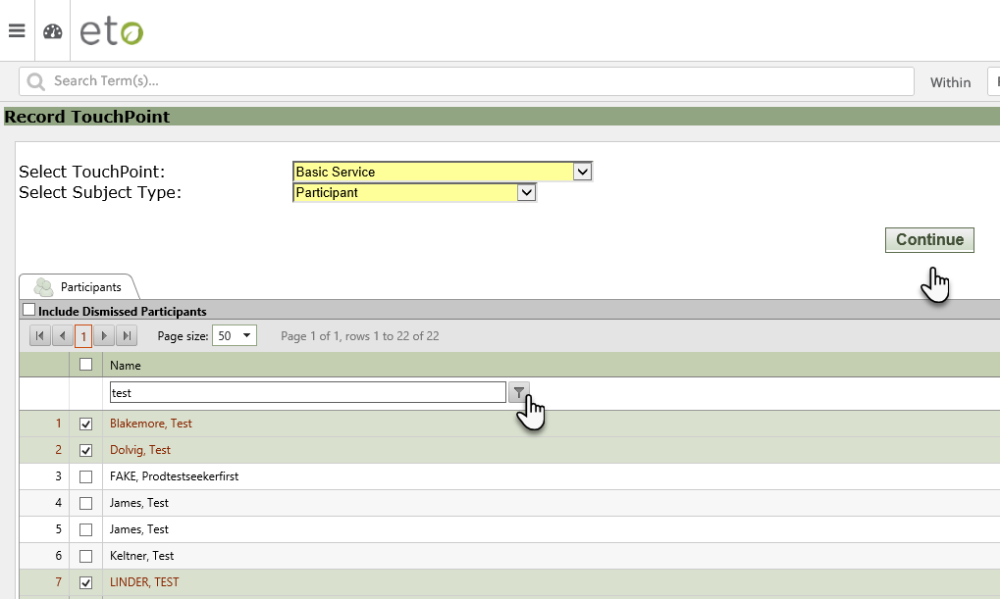 eto
Search Term(s)... Within
Record TouchPoint
Select TouchPoint: Basic Service
Select Subject Type: Participant
Continue
Participants
Include Dismissed Participants
1 Page size: 50 Page 1 of 1, rows 1 to 22 of 22
Name
test
1 Blakemore, Test
2 Dolvig, Test
3 FAKE, Prodtestseekerfirst
4 James, Test
5 James, Test
6 Keltner, Test
7 LINDER, TEST